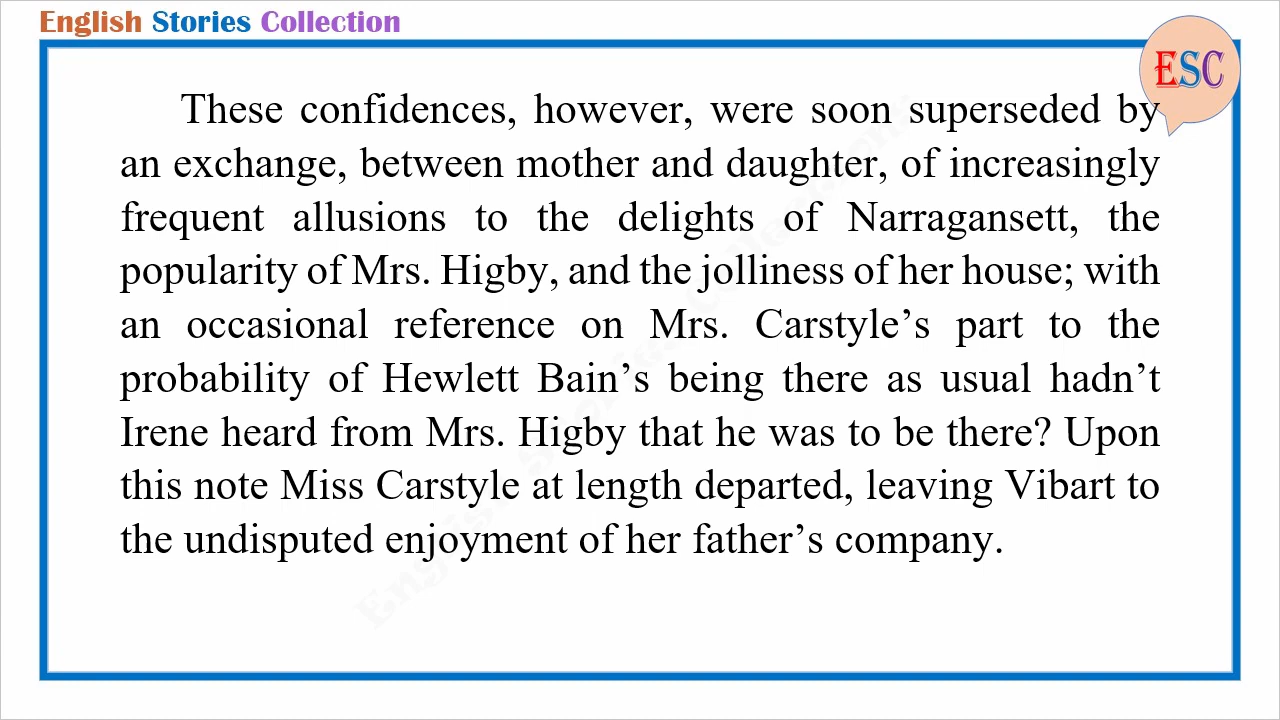 English Stories Collection
ESC
These confidences, however, were soon superseded by
an exchange, between mother and daughter, of increasingly
frequent allusions to the delights of Narragansett, the
popularity of Mrs. Higby, and the jolliness of her house; with
an occasional reference on Mrs. Carstyle’s part to the
probability of Hewlett Bain’s being there as usual hadn’t
Irene heard from Mrs. Higby that he was to be there? Upon
this note Miss Carstyle at length departed, leaving Vibart to
the undisputed enjoyment of her father’s company.
English Stories Collection